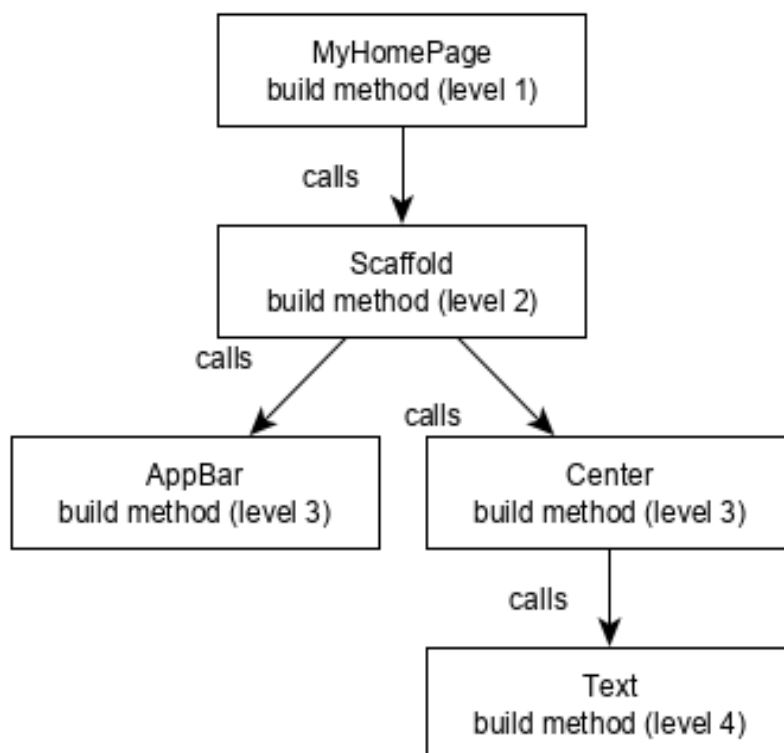 MyHomePage
build method (level 1)
calls
Scaffold
build method (level 2)
calls
calls
AppBar
build method (level 3)
Center
build method (level 3)
calls
Text
build method (level 4)